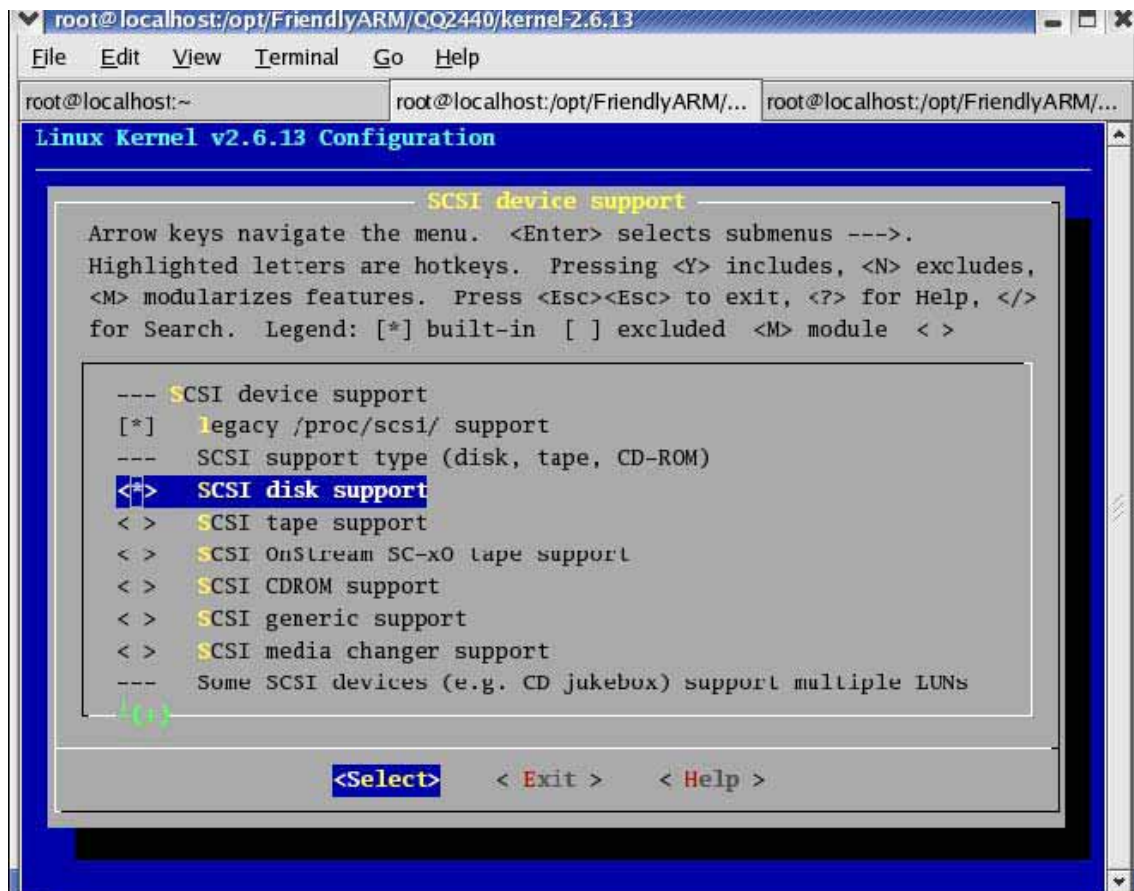 root@localhost:/opt/FriendlyARM/QQ2440/kernel-2.6.13
File Edit View Terminal Go Help
root@localhost:~ root@localhost:/opt/FriendlyARM/... root@localhost:/opt/FriendlyARM/...
Linux Kernel v2.6.13 Configuration
SCSI device support
Arrow keys navigate the menu. <Enter> selects submenus --->.
Highlighted letters are hotkeys. Pressing <Y> includes, <N> excludes,
<M> modularizes features. Press <Esc><Esc> to exit, <?> for Help, </>
for Search. Legend: [*] built-in [ ] excluded <M> module < >
--- SCSI device support
[*] legacy /proc/scsi/ support
--- SCSI support type (disk, tape, CD-ROM)
<*> SCSI disk support
< > SCSI tape support
< > SCSI OnStream SC-x0 tape support
< > SCSI CDROM support
< > SCSI generic support
< > SCSI media changer support
--- Some SCSI devices (e.g. CD jukebox) support multiple LUNs
(+)
<Select> < Exit > < Help >